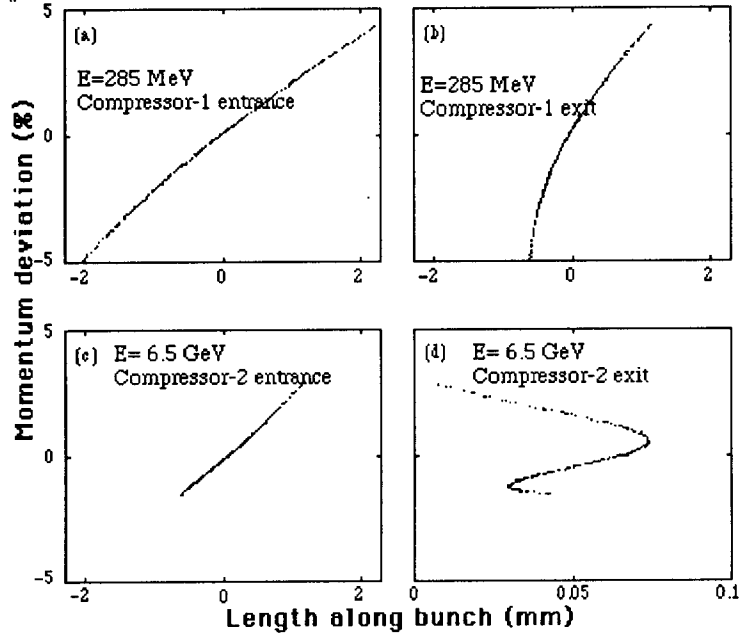 5
(a)
(b)
E=285 MeV
Compressor-1 entrance
E=285 MeV
Compressor-1 exit
0
-5
-2
0
2
-2
0
2
5
(c)
E= 6.5 GeV
Compressor-2 entrance
(d)
E= 6.5 GeV
Compressor-2 exit
0
-5
-2
0
2
0
0.05
0.1
Momentum deviation (%)
Length along bunch (mm)